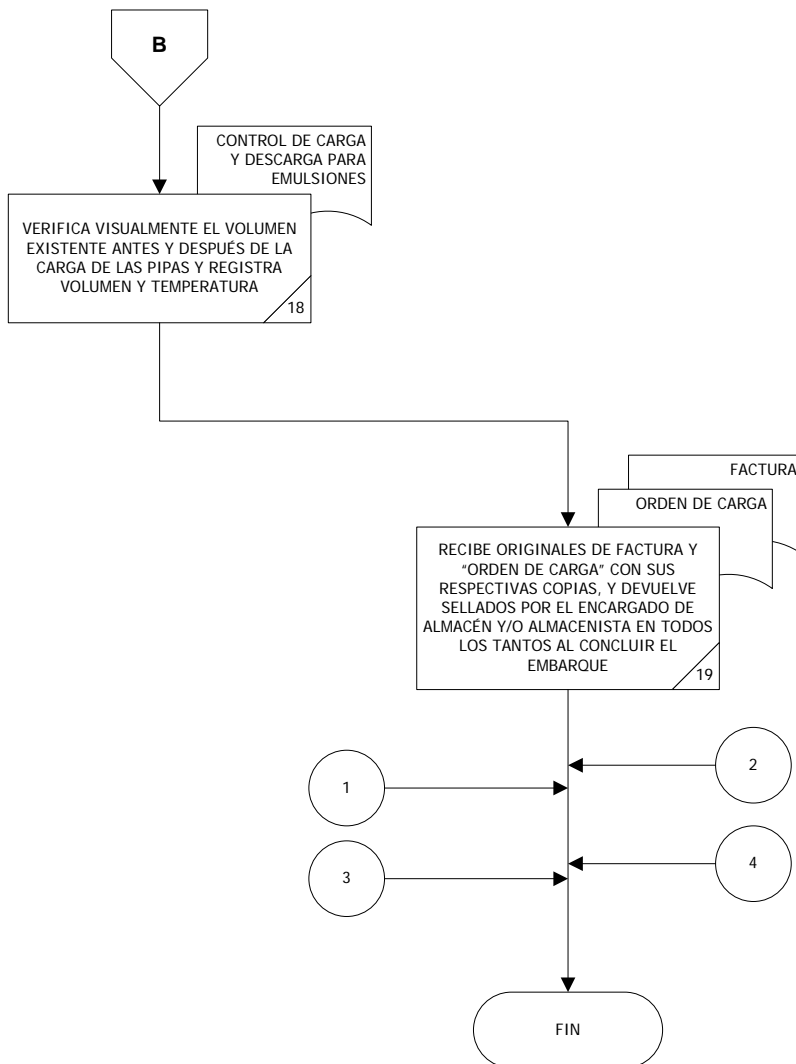 B
CONTROL DE CARGA
Y DESCARGA PARA
EMULSIONES
VERIFICA VISUALMENTE EL VOLUMEN
EXISTENTE ANTES Y DESPUÉS DE LA
CARGA DE LAS PIPAS Y REGISTRA
VOLUMEN Y TEMPERATURA
18
FACTURA
ORDEN DE CARGA
RECIBE ORIGINALES DE FACTURA Y
"ORDEN DE CARGA" CON SUS
RESPECTIVAS COPIAS, Y DEVUELVE
SELLADOS POR EL ENCARGADO DE
ALMACÉN Y/O ALMACENISTA EN TODOS
LOS TANTOS AL CONCLUIR EL
EMBARQUE
19
1
2
3
4
FIN